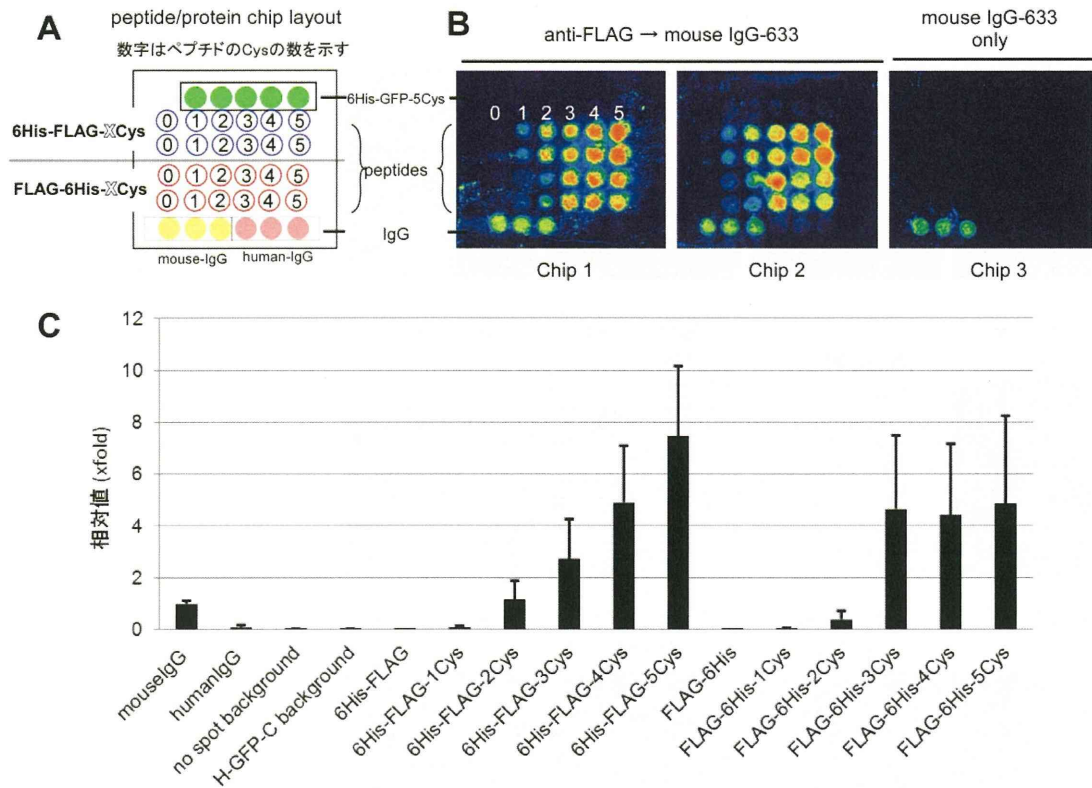 A
peptide/protein chip layout
数字はペプチドのCysの数を示す
6His-FLAG-XCys
FLAG-6His-XCys
0 1 2 3 4 5
0 1 2 3 4 5
0 1 2 3 4 5
0 1 2 3 4 5
mouse-IgG human-IgG
6His-GFP-5Cys
peptides
IgG
B
anti-FLAG → mouse IgG-633
mouse IgG-633
only
0 1 2 3 4 5
Chip 1
Chip 2
Chip 3
C
相対値 (xfold)
12
10
8
6
4
2
0
mouseIgG
humanIgG
no spot background
H-GFP-C background
6His-FLAG
6His-FLAG-1Cys
6His-FLAG-2Cys
6His-FLAG-3Cys
6His-FLAG-4Cys
6His-FLAG-5Cys
FLAG-6His
FLAG-6His-1Cys
FLAG-6His-2Cys
FLAG-6His-3Cys
FLAG-6His-4Cys
FLAG-6His-5Cys